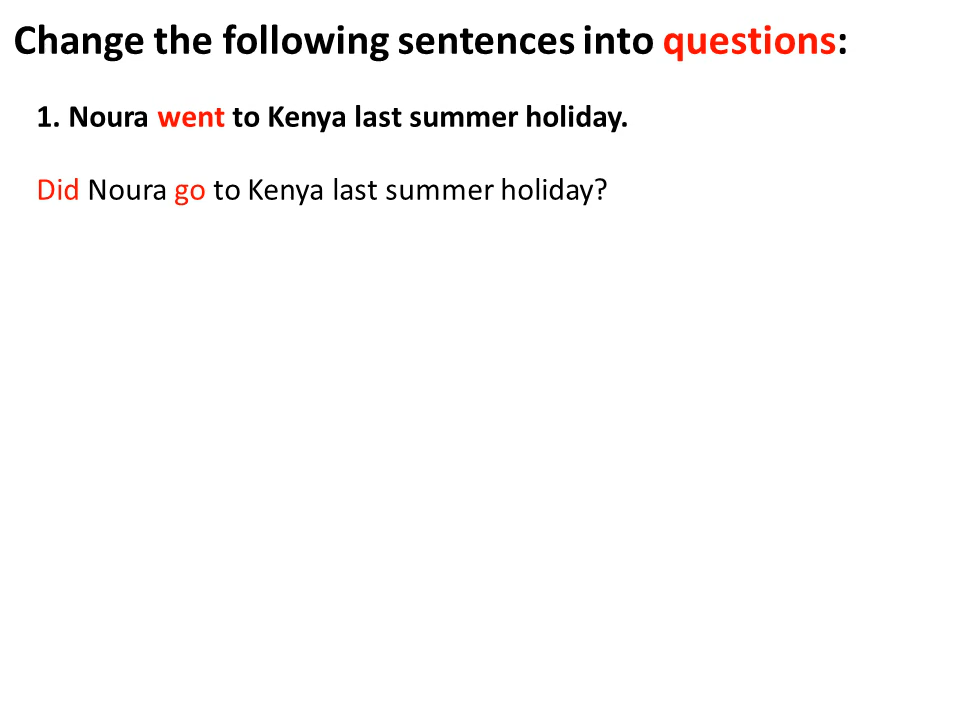 Change the following sentences into questions:
1. Noura went to Kenya last summer holiday.
Did Noura go to Kenya last summer holiday?